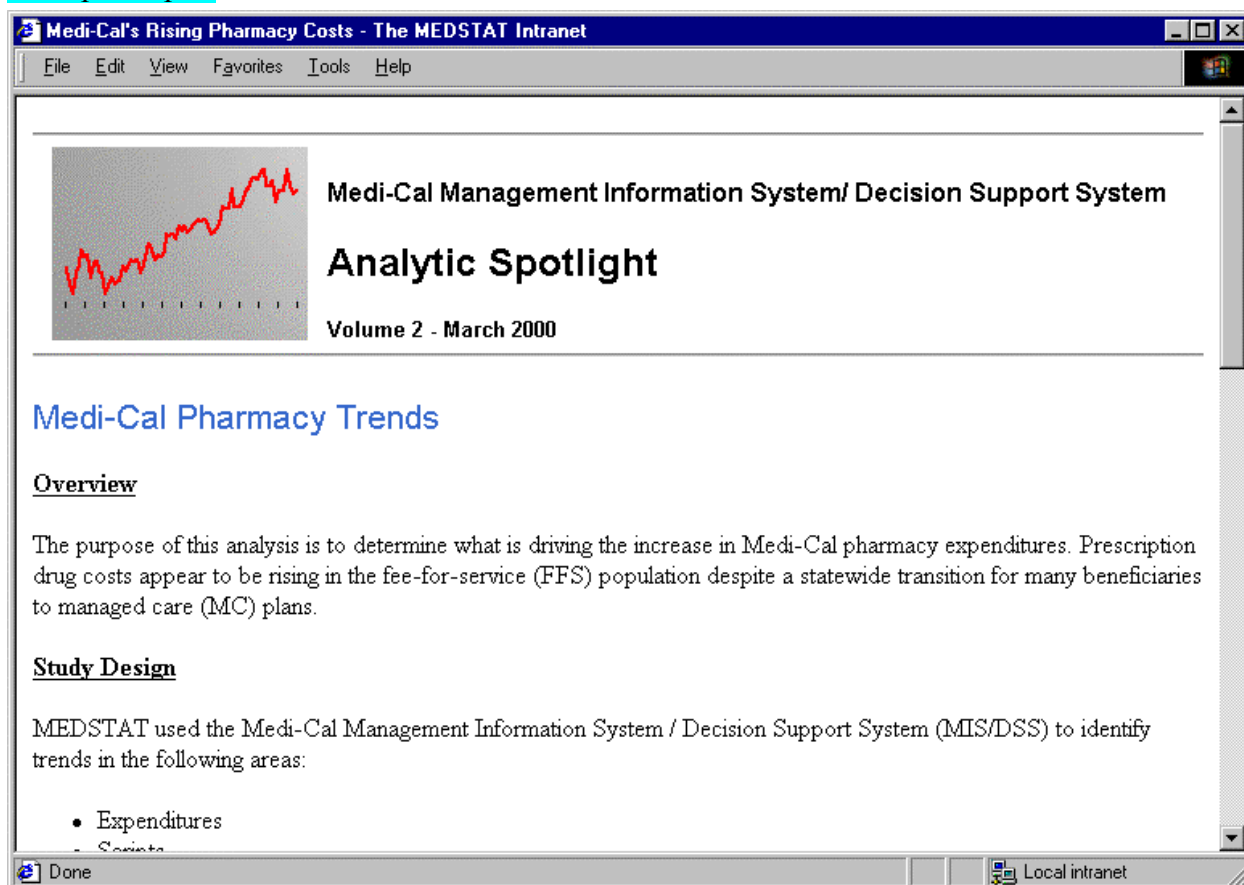 Medi-Cal's Rising Pharmacy Costs - The MEDSTAT Intranet
File Edit View Favorites Tools Help
Medi-Cal Management Information System/ Decision Support System
Analytic Spotlight
Volume 2 - March 2000
Medi-Cal Pharmacy Trends
Overview
The purpose of this analysis is to determine what is driving the increase in Medi-Cal pharmacy expenditures. Prescription
drug costs appear to be rising in the fee-for-service (FFS) population despite a statewide transition for many beneficiaries
to managed care (MC) plans.
Study Design
MEDSTAT used the Medi-Cal Management Information System / Decision Support System (MIS/DSS) to identify
trends in the following areas:
• Expenditures
Done
Local intranet